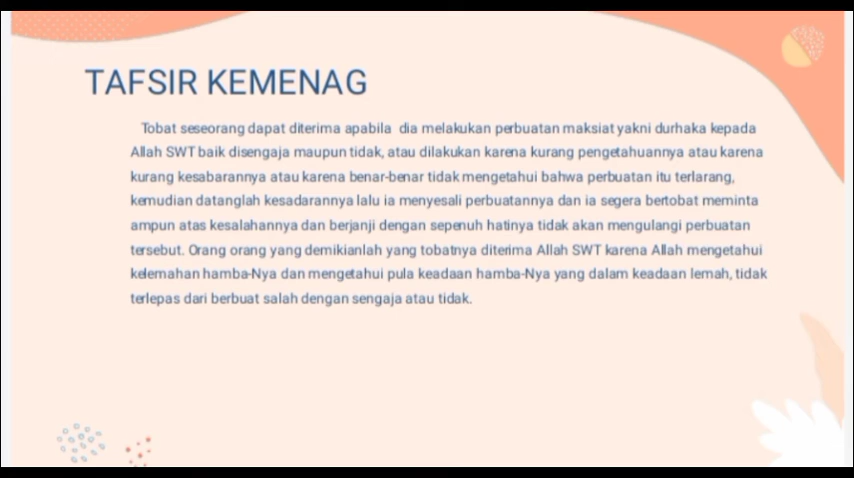 TAFSIR KEMENAG
Tobat seseorang dapat diterima apabila dia melakukan perbuatan maksiat yakni durhaka kepada
Allah SWT baik disengaja maupun tidak, atau dilakukan karena kurang pengetahuannya atau karena
kurang kesabarannya atau karena benar-benar tidak mengetahui bahwa perbuatan itu terlarang,
kemudian datanglah kesadarannya lalu ia menyesali perbuatannya dan ia segera bertobat meminta
ampun atas kesalahannya dan berjanji dengan sepenuh hatinya tidak akan mengulangi perbuatan
tersebut. Orang orang yang demikianlah yang tobatnya diterima Allah SWT karena Allah mengetahui
kelemahan hamba-Nya dan mengetahui pula keadaan hamba-Nya yang dalam keadaan lemah, tidak
terlepas dari berbuat salah dengan sengaja atau tidak.